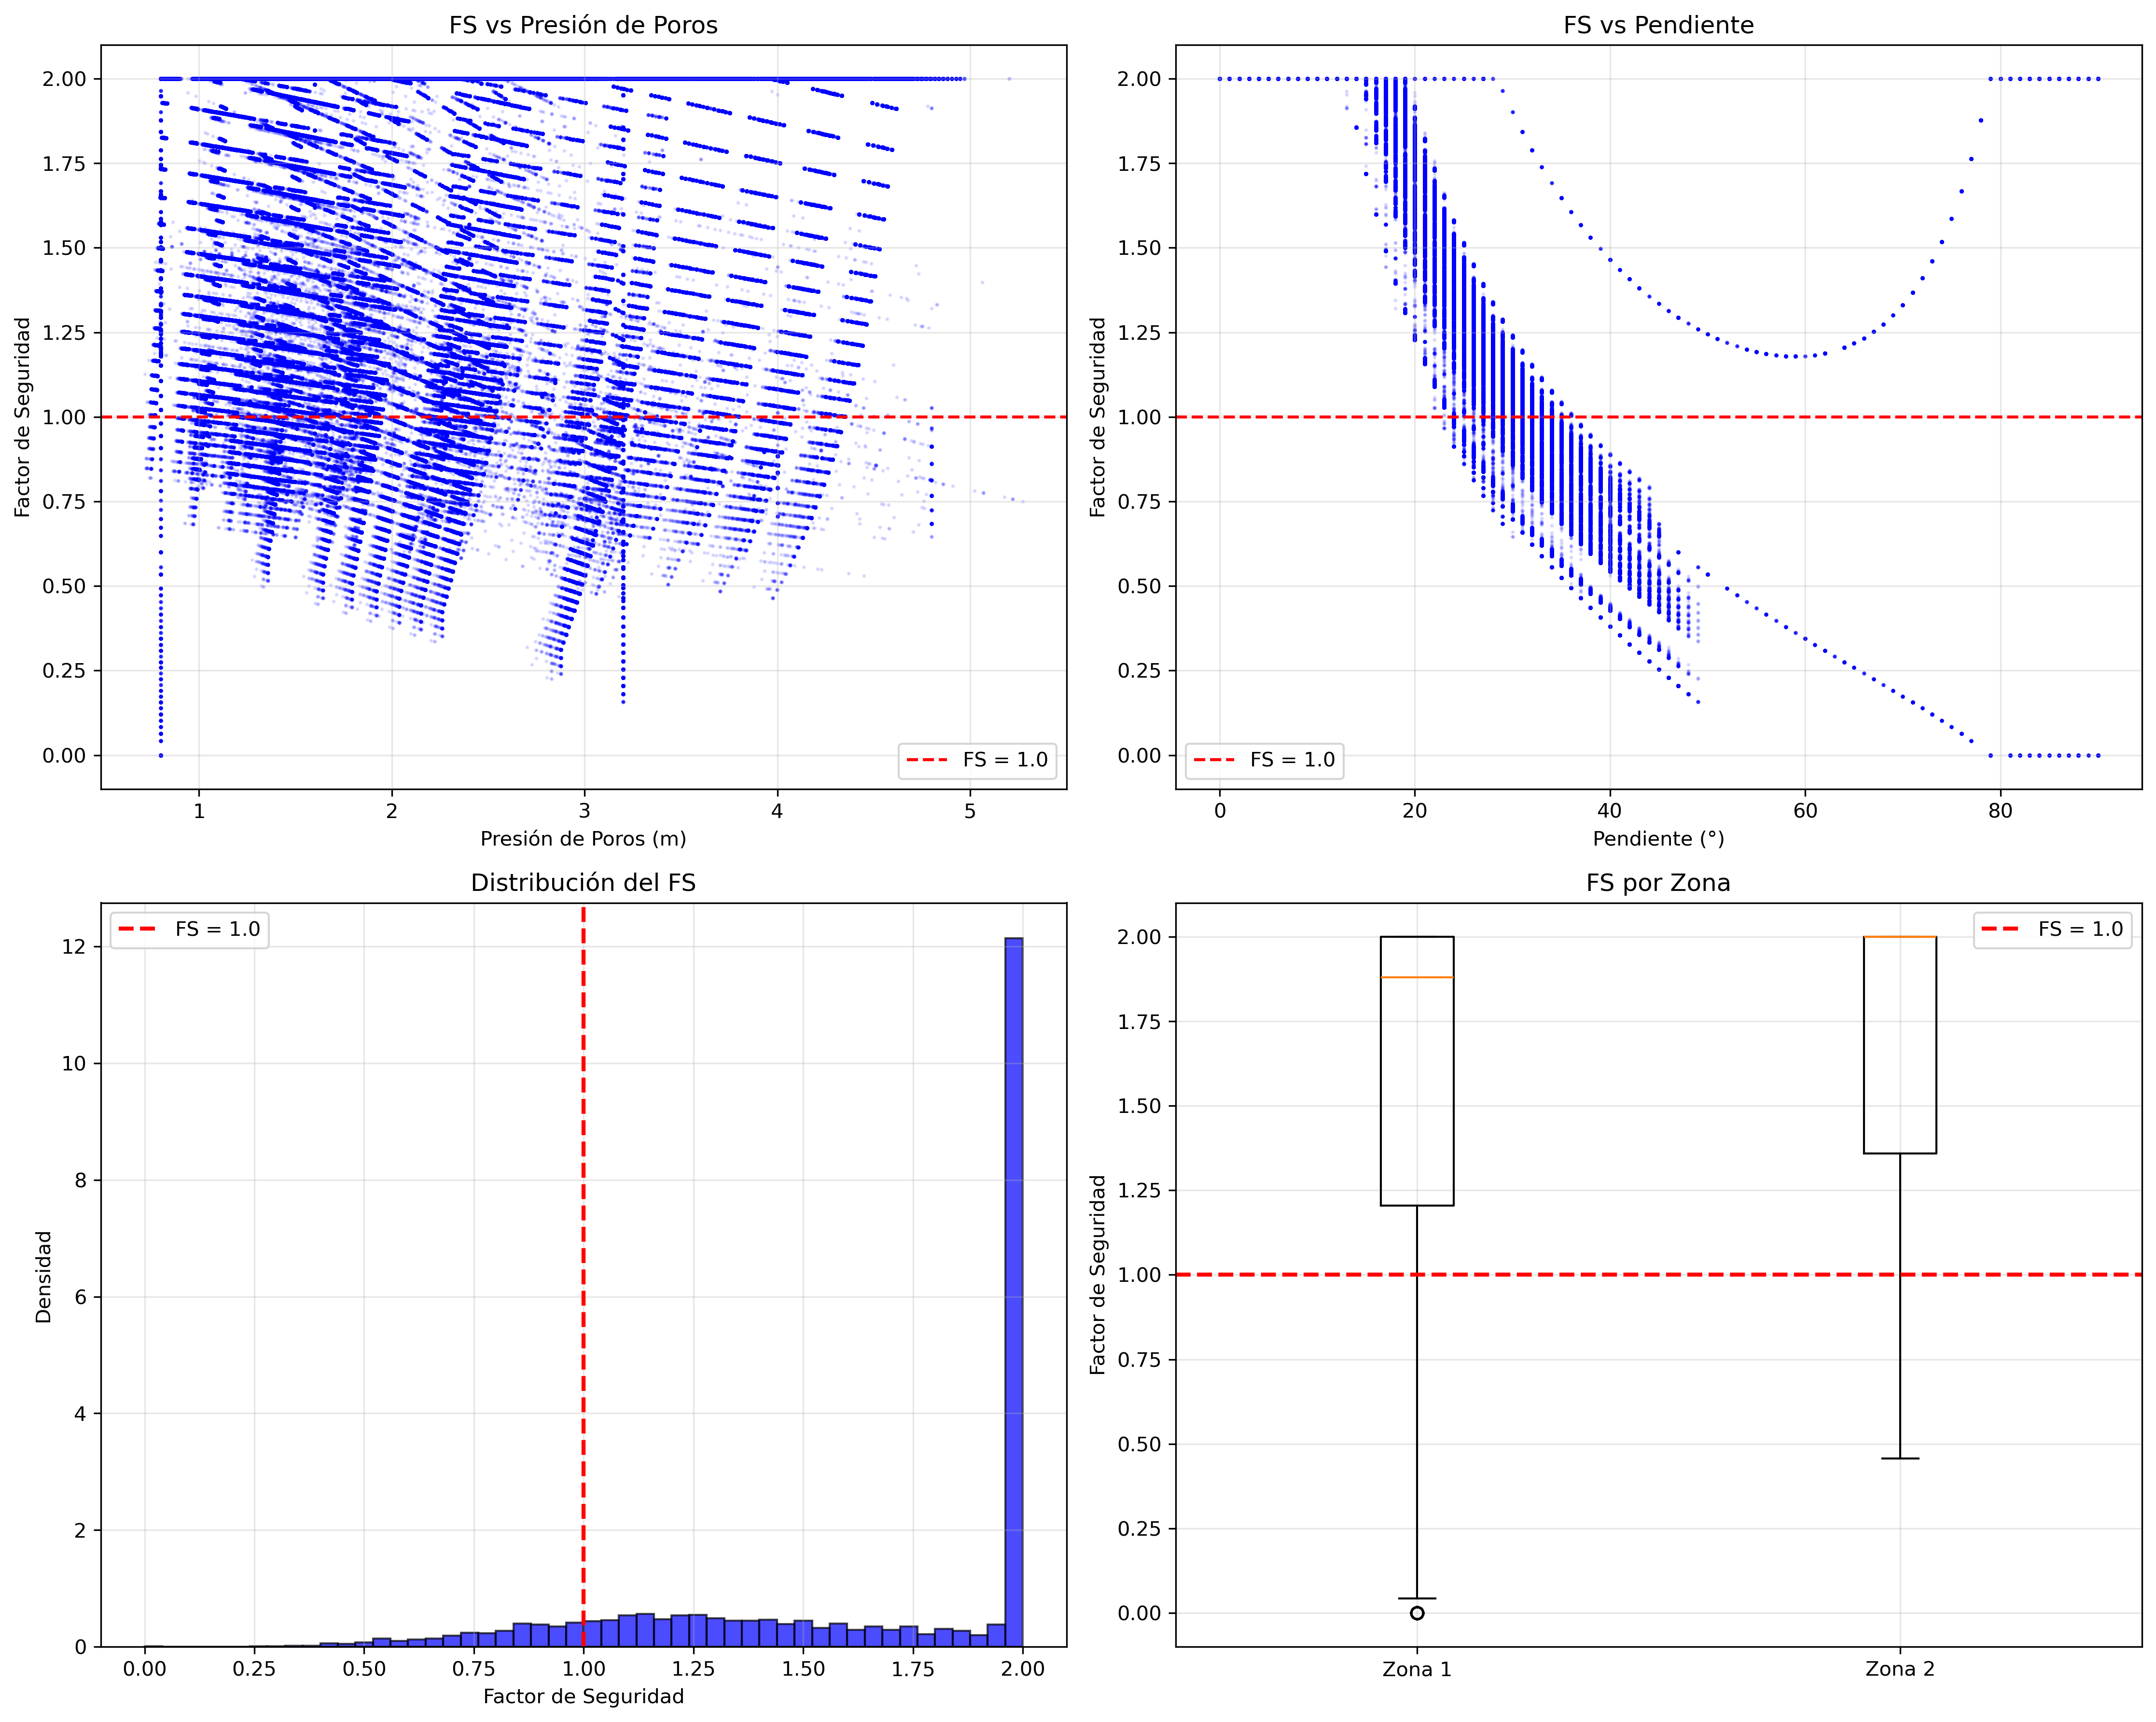 FS vs Presión de Poros
2.00
1.75
1.50
1.25
1.00
0.75
0.50
0.25
0.00
Factor de Seguridad
FS = 1.0
1 2 3 4 5
Presión de Poros (m)
FS vs Pendiente
2.00
1.75
1.50
1.25
1.00
0.75
0.50
0.25
0.00
Factor de Seguridad
FS = 1.0
0 20 40 60 80
Pendiente (°)
Distribución del FS
FS = 1.0
12
10
8
6
4
2
0
Densidad
0.00 0.25 0.50 0.75 1.00 1.25 1.50 1.75 2.00
Factor de Seguridad
FS por Zona
FS = 1.0
2.00
1.75
1.50
1.25
1.00
0.75
0.50
0.25
0.00
Factor de Seguridad
Zona 1 Zona 2